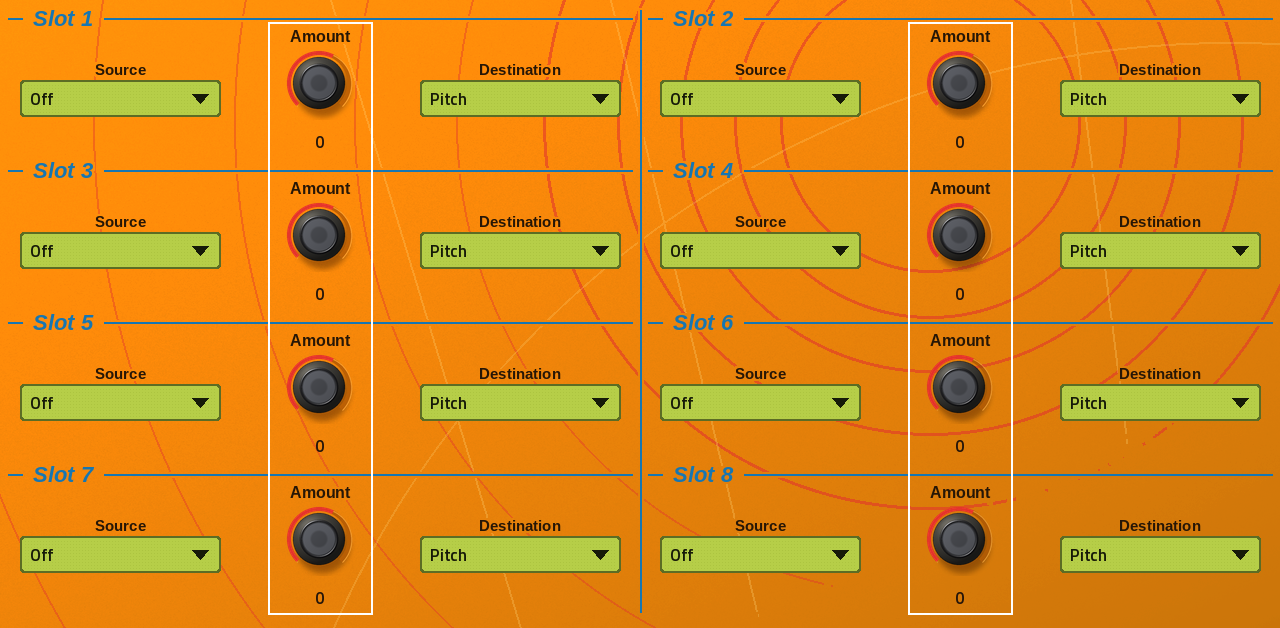 Slot 1
Amount
Source
Destination
Off
Pitch
0
Slot 2
Amount
Source
Destination
Off
Pitch
0
Slot 3
Amount
Source
Destination
Off
Pitch
0
Slot 4
Amount
Source
Destination
Off
Pitch
0
Slot 5
Amount
Source
Destination
Off
Pitch
0
Slot 6
Amount
Source
Destination
Off
Pitch
0
Slot 7
Amount
Source
Destination
Off
Pitch
0
Slot 8
Amount
Source
Destination
Off
Pitch
0